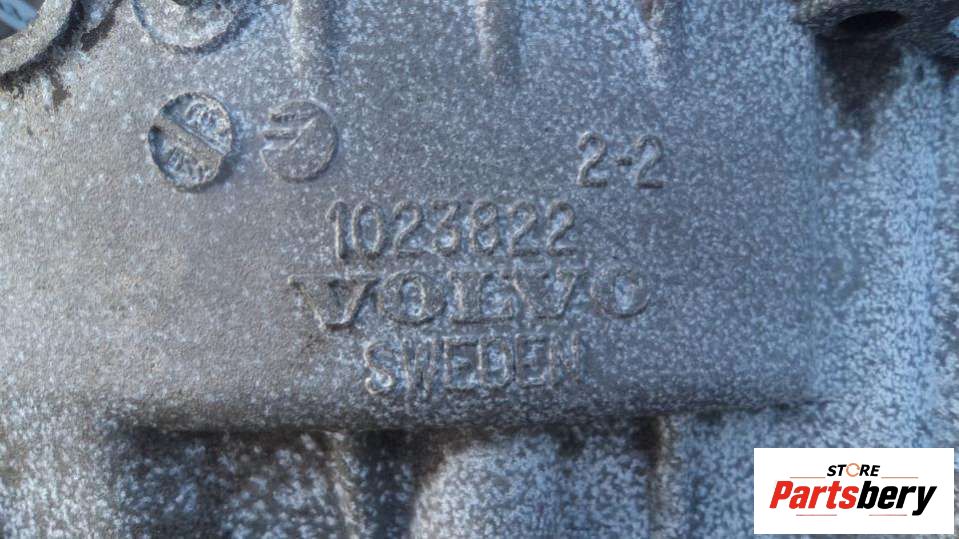 2-2
1023822
VOLVO
SWEDEN
STORE
Partsbery